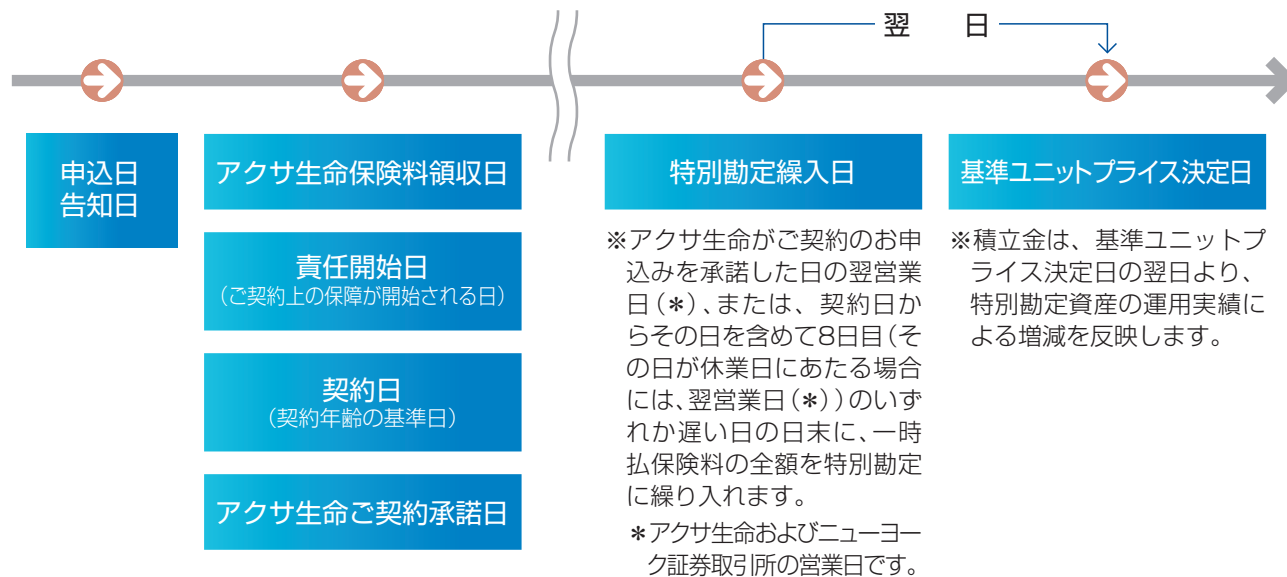 翌　日
申込日
告知日
アクサ生命保険料領収日
責任開始日
（ご契約上の保障が開始される日）
契約日
（契約年齢の基準日）
アクサ生命ご契約承諾日
特別勘定繰入日
※アクサ生命がご契約のお申
込みを承諾した日の翌営業
日（＊）、または、契約日か
らその日を含めて8日目（そ
の日が休業日にあたる場合
には、翌営業日（＊））のいず
れか遅い日の日末に、一時
払保険料の全額を特別勘定
に繰り入れます。
＊アクサ生命およびニューヨー
ク証券取引所の営業日です。
基準ユニットプライス決定日
※積立金は、基準ユニットプ
ライス決定日の翌日より、
特別勘定資産の運用実績に
よる増減を反映します。